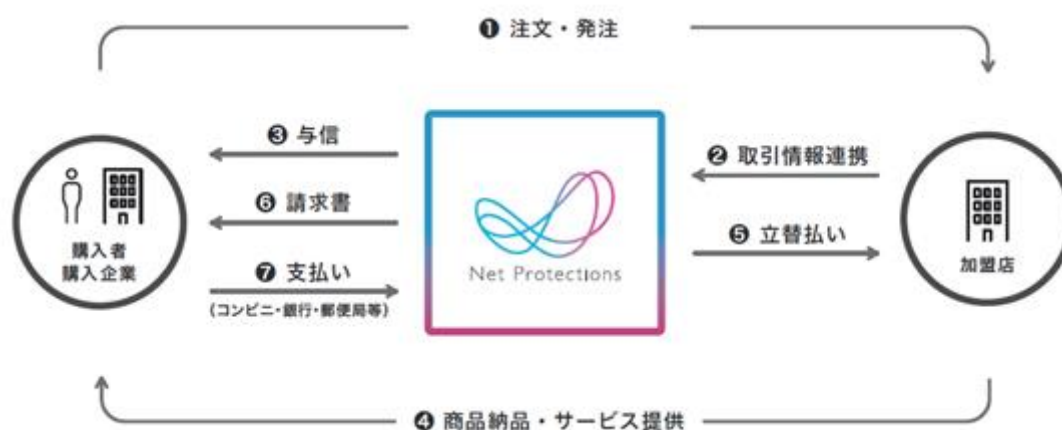 ❶ 注文・発注
❸ 与信
❷ 取引情報連携
❻ 請求書
❺ 立替払い
購入者
購入企業
❼ 支払い
(コンビニ・銀行・郵便局等)
Net Protections
加盟店
❹ 商品納品・サービス提供